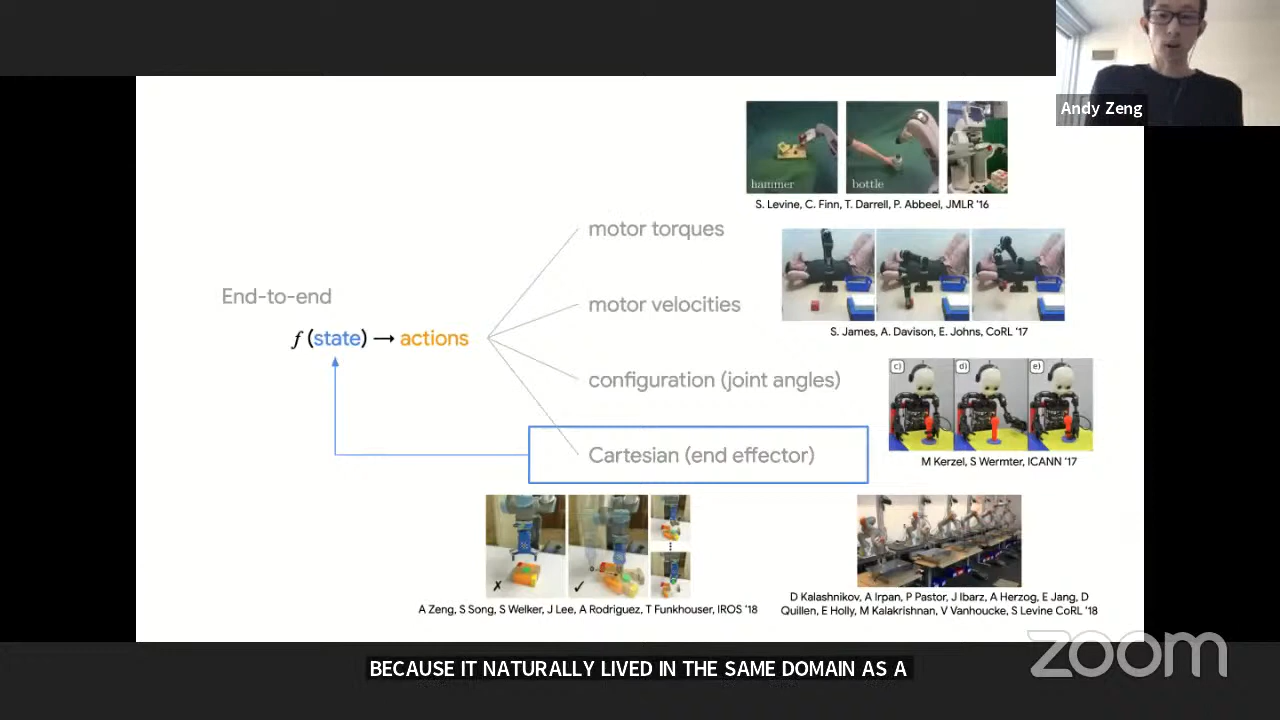 Andy Zeng
hammer
bottle
S. Levine, C. Finn, T. Darrell, P. Abbeel, JMLR '16
motor torques
End-to-end
motor velocities
S. James, A. Davison, E. Johns, CoRL '17
f (state) → actions
c)
d)
e)
configuration (joint angles)
Cartesian (end effector)
M Kerzel, S Wermter, ICANN '17
✗
✓
A Zeng, S Song, S Welker, J Lee, A Rodriguez, T Funkhouser, IROS '18
D Kalashnikov, A Irpan, P Pastor, J Ibarz, A Herzog, E Jang, D
Quillen, E Holly, M Kalakrishnan, V Vanhoucke, S Levine CoRL '18
zoom
BECAUSE IT NATURALLY LIVED IN THE SAME DOMAIN AS A